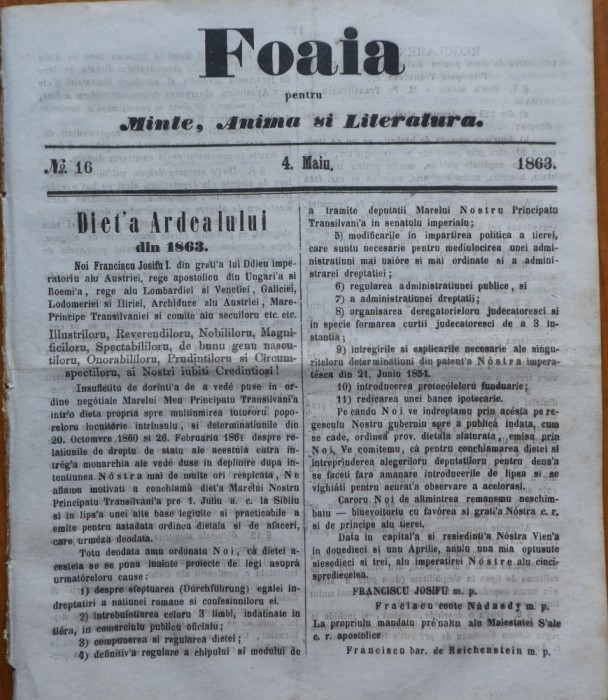 Foaia
pentru
Minte, Anima si Literatura.
№. 16
4. Maiu,
1863.
Diet'a Ardealului
din 1863.
Noi Franciscu Josifu I. din grati'a lui Ddieu impe-
ratoriu alu Austriei, rege apostolicu din Ungari'a si
Boemi'a, rege alu Lombardiei si Venetiei, Galiciei,
Lodomeriei si Iliriei, Archiduce alu Austriei, Mare-
Principe Transilvaniei si comite alu secuiloru etc. etc.
Illustriloru, Reverendiloru, Nobililoru, Magni-
ficiloru, Spectabililoru, de bunu genu nascu-
tiloru, Onorabililoru, Prudintiloru si Circum-
spectiloru, ai Nostri iubiti Credintiosi!
Insufletitu de dorinti'a de a vedé puse in or-
dine negótiale Marelui Meu Principatu Transilvani'a
intr'o dieta propria spre multiumirea tuturoru popo-
reloru locuitórie intrinsulu, si determinatiunile din
20. Octomvre 1860 si 26. Februariu 1861 despre re-
latiunile de dreptu de statu ale acestuia catra in-
trég'a monarchia ale vedé duse in deplinire dupa in-
tentiunea Nóstra mai de multe ori respicata, Ne
aflamu motivati a conchiamá diet'a Marelui Nostru
Principatu Transilvani'a pre 1. Juliu a. c. la Sibiiu
si in lips'a unei alte base legiuite si practicabile a
emite pentru astadata ordinea dietala si de afaceri,
care urméza deodata.
Totu deodata amu ordonatu Noi, cà dietei a-
cesteia se se puna inainte proiecte de legi asuprá
urmatóreloru cause:
1) despre efeptuarea (Durchführung) egalei in-
dreptatiri a natiunei romane si confesiuniloru ei.
2) intrebuintiarea celoru 3 limbi, indatinate in
tiéra, in comerciulu publicu oficialu;
3) compunerea si regularea dietei;
4) definitiv'a regulare a chipului si modului de
a tramite deputatii Marelui Nostru Principatu
Transilvani'a in senatulu imperialu;
5) modificarile in impartirea politica a tierei,
care suntu necesarie pentru mediulocirea unei admi-
nistratiuni mai usióre si mai ordinate si a admini-
strarei dreptatiei;
6) regularea administratiunei publice, si
7) a administratiunei dreptatii;
8) organisarea deregatorieloru judecatoresci si
in specie formarea curtii judecatoresci de a 3 in-
stantia;
9) intregirile si esplicarile necesarie ale singu-
riteloru determinatiuni din patent'a Nóstra impera-
tésca din 21. Juniu 1854.
10) introducerea protocóleloru funduarie;
11) redicarea unei bance ipotecarie.
Pe candu Noi ve indreptamu prin acésta pe re-
gesculu Nostru guberniu spre a publicá indata, cum
se cade, ordinea prov. dietala alaturata, emisa prin
Noi, Ve comitemu, cà pentru conchiamarea dietei si
intreprinderea alegeriloru deputatiloru pentru dens'a
se faceti fara amanare introducerile de lipsa si se
vighiati pentru acurat'a observare a acelorasi.
Caroru Noi de almintrea remanemu neschim-
bato — binevoitoriu cu favórea si grati'a Nóstra c. r.
si de principe alu tierei.
Data in capital'a si resiedinti'a Nóstra Vien'a
in douedieci si unu Aprilie, anulu una mia optusute
siesedieci si trei, alu imperatirei Nóstre alu cinci-
spredieceIea.
FRANCISCU JOSIFU m. p.
Franciscu conte Nádasdy m. p.
La propriulu mandatu pré'naltu alu Maiestatei S'ale
c. r. apostolice
Franciscu bar. de Reichenstein m. p.